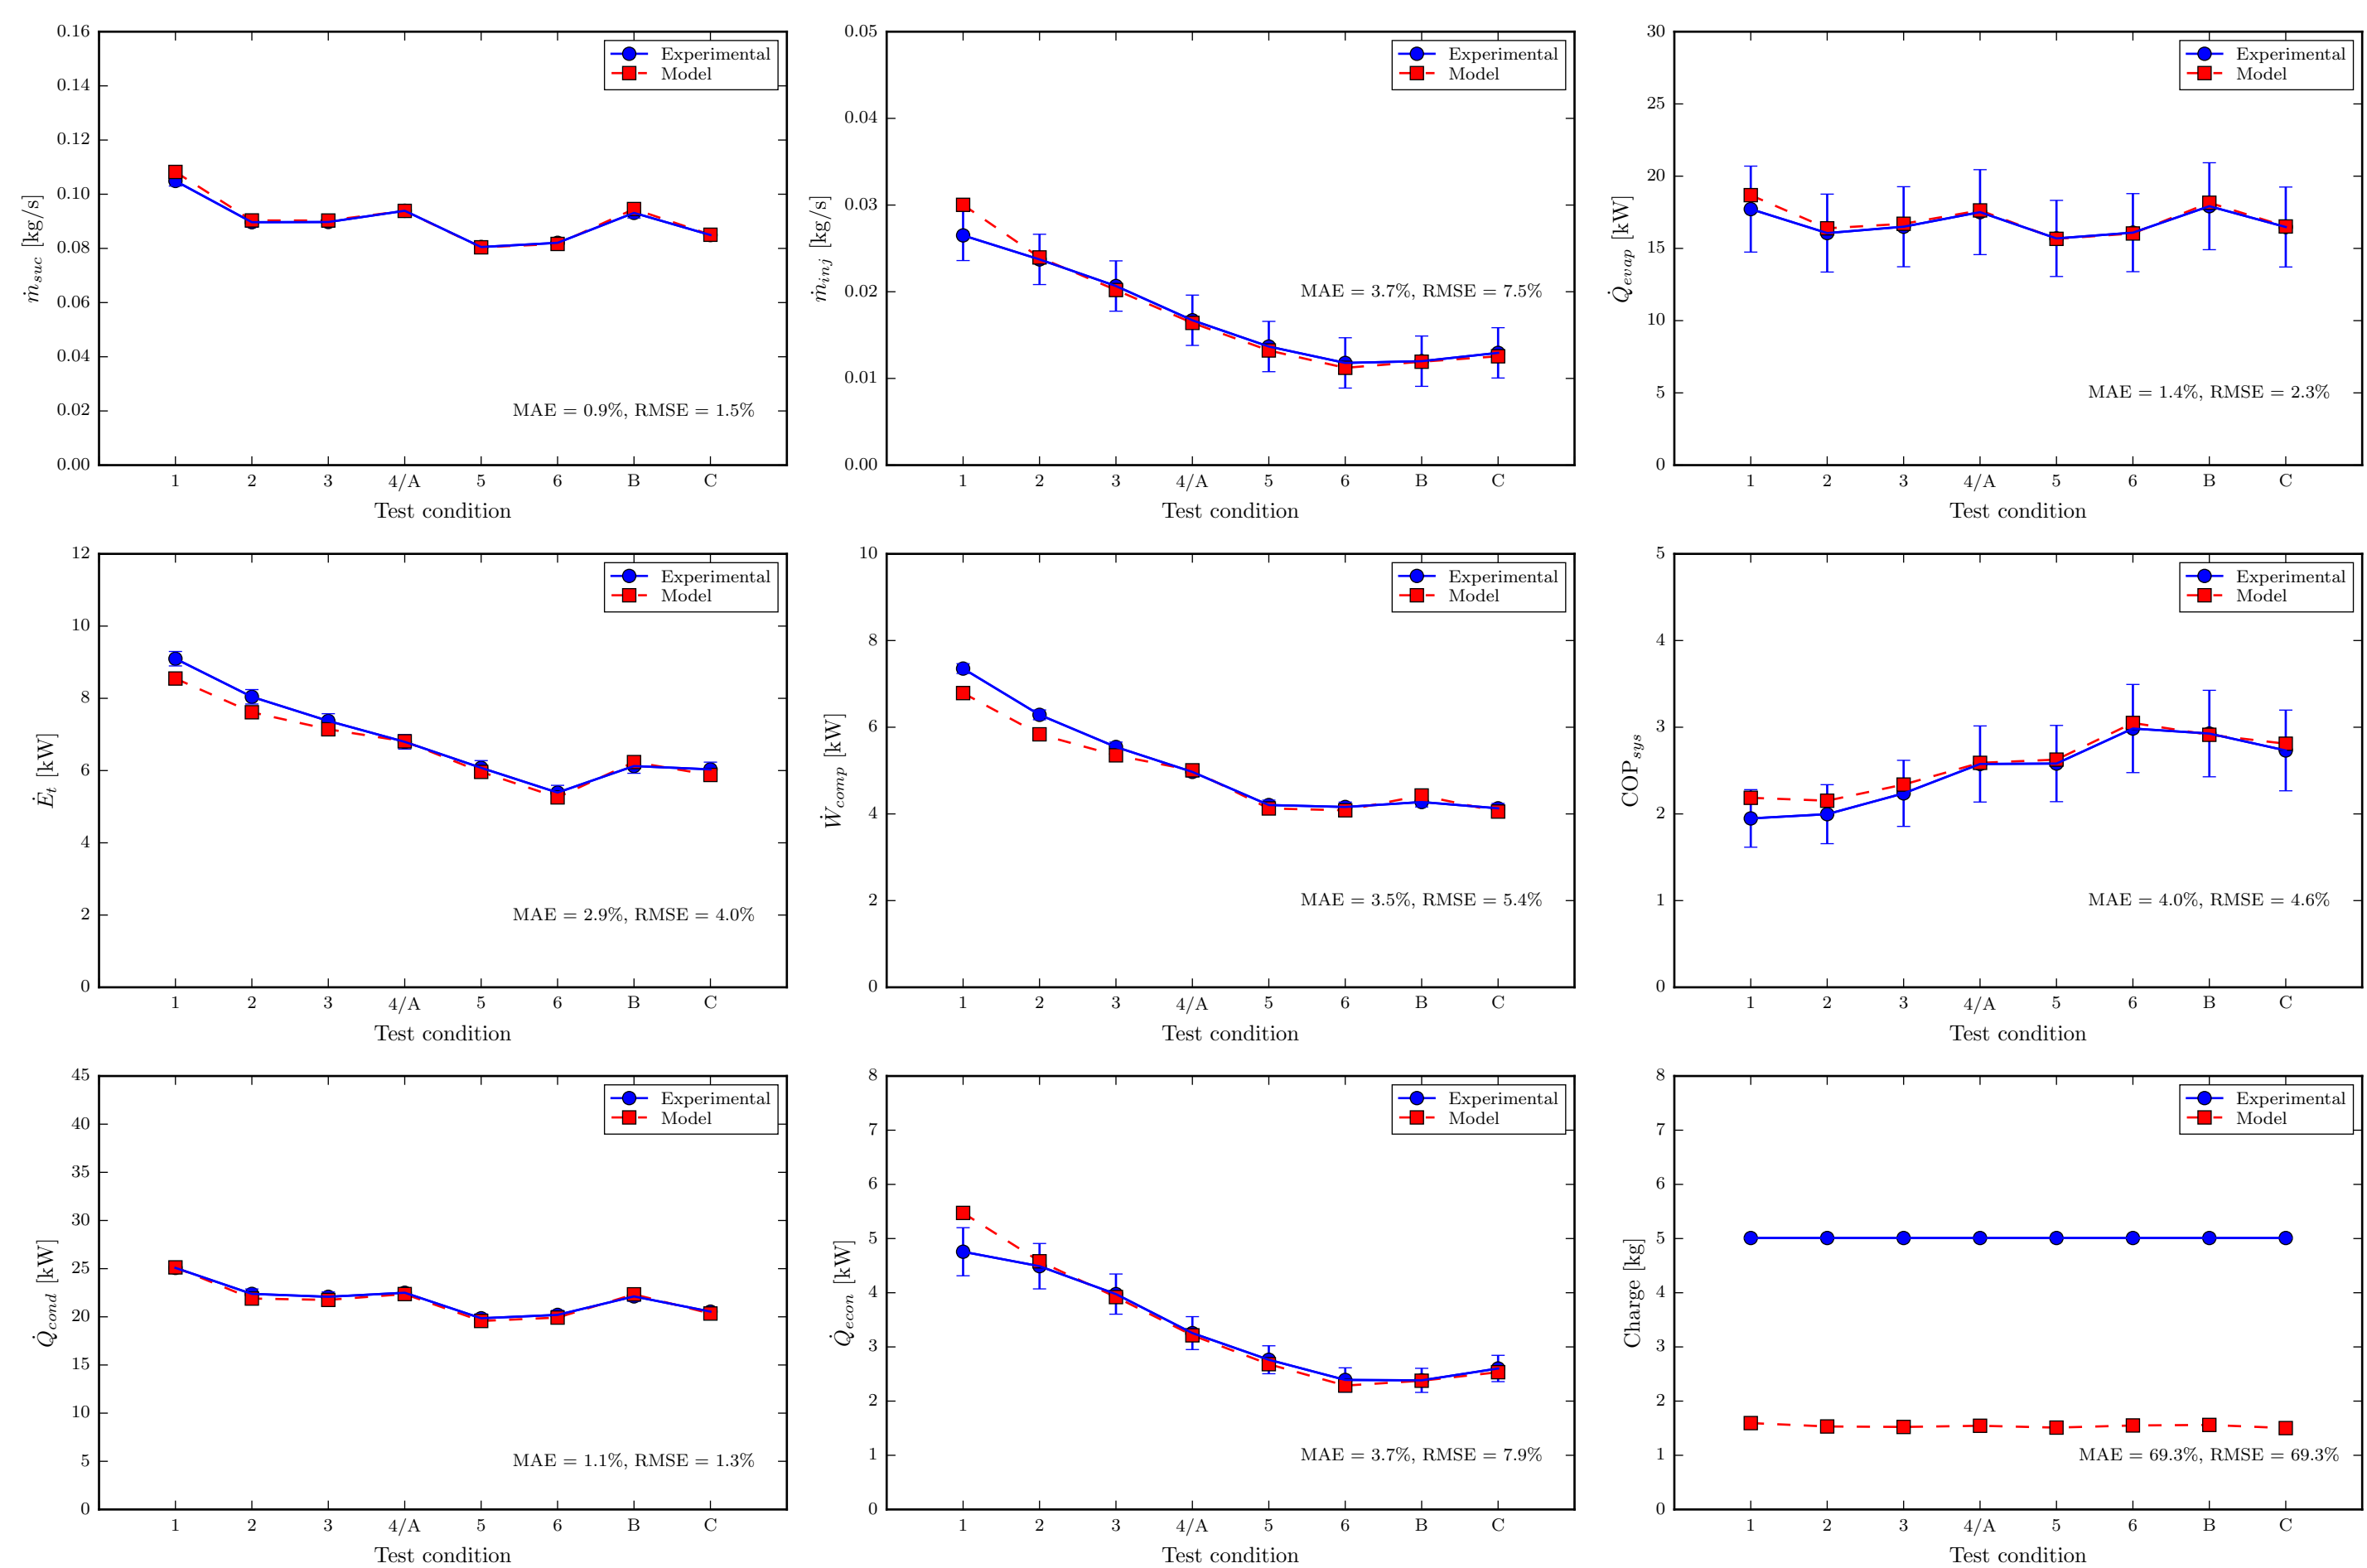 0.16
0.14
0.12
0.10
0.08
0.06
0.04
0.02
0.00
ṁ_suc [kg/s]
Experimental
Model
MAE = 0.9%, RMSE = 1.5%
1 2 3 4/A 5 6 B C
Test condition
0.05
0.04
0.03
0.02
0.01
0.00
ṁ_inj [kg/s]
Experimental
Model
MAE = 3.7%, RMSE = 7.5%
1 2 3 4/A 5 6 B C
Test condition
30
25
20
15
10
5
0
Q̇_evap [kW]
Experimental
Model
MAE = 1.4%, RMSE = 2.3%
1 2 3 4/A 5 6 B C
Test condition
12
10
8
6
4
2
0
Ė_t [kW]
Experimental
Model
MAE = 2.9%, RMSE = 4.0%
1 2 3 4/A 5 6 B C
Test condition
10
8
6
4
2
0
Ẇ_comp [kW]
Experimental
Model
MAE = 3.5%, RMSE = 5.4%
1 2 3 4/A 5 6 B C
Test condition
5
4
3
2
1
0
COP_sys
Experimental
Model
MAE = 4.0%, RMSE = 4.6%
1 2 3 4/A 5 6 B C
Test condition
45
40
35
30
25
20
15
10
5
0
Q̇_cond [kW]
Experimental
Model
MAE = 1.1%, RMSE = 1.3%
1 2 3 4/A 5 6 B C
Test condition
8
7
6
5
4
3
2
1
0
Q̇_econ [kW]
Experimental
Model
MAE = 3.7%, RMSE = 7.9%
1 2 3 4/A 5 6 B C
Test condition
8
7
6
5
4
3
2
1
0
Charge [kg]
Experimental
Model
MAE = 69.3%, RMSE = 69.3%
1 2 3 4/A 5 6 B C
Test condition